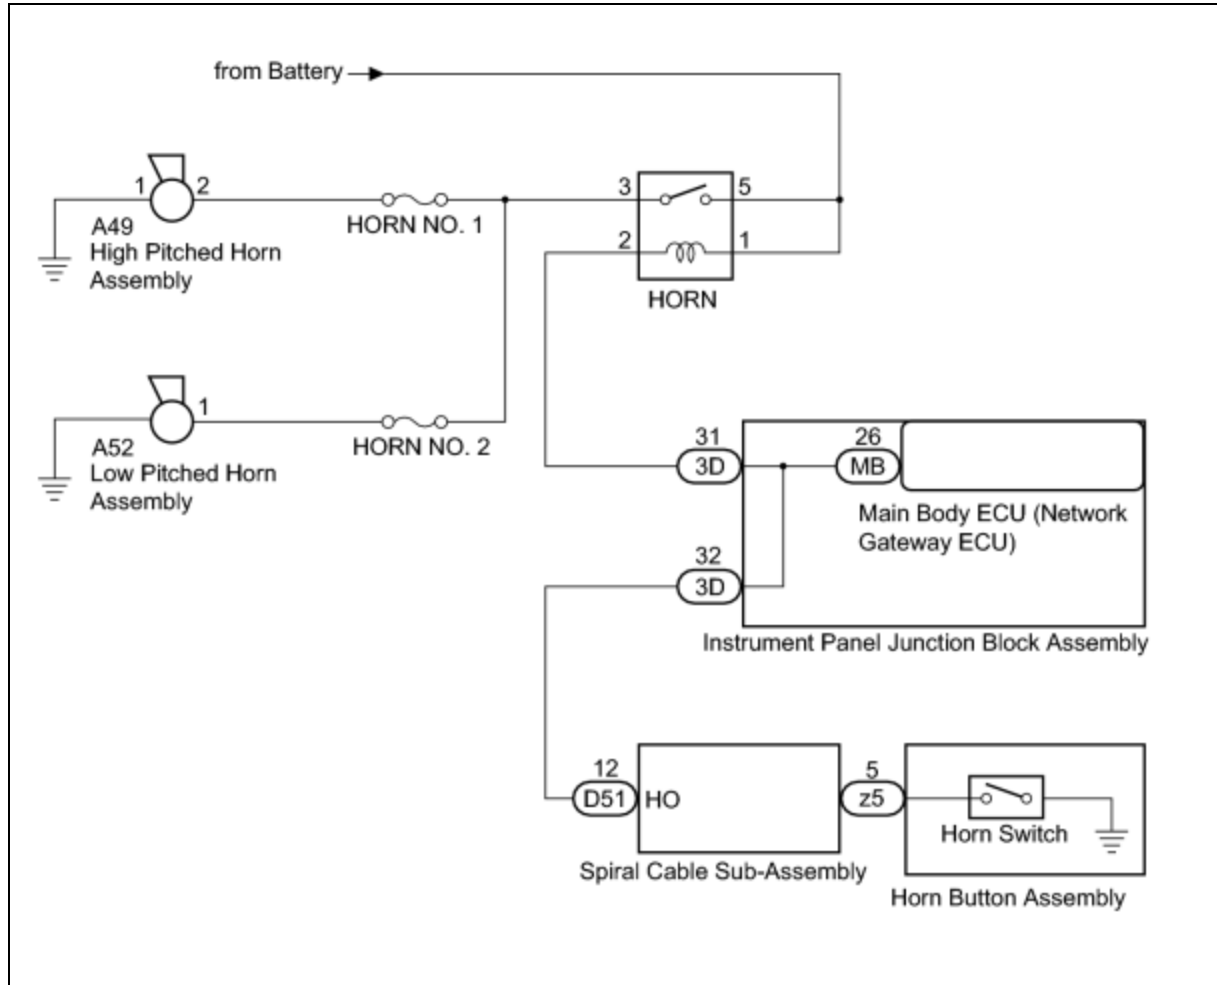 from Battery
1
2
3
5
A49
High Pitched Horn
Assembly
HORN NO. 1
2
1
HORN
1
A52
Low Pitched Horn
Assembly
HORN NO. 2
31
3D
26
MB
Main Body ECU (Network
Gateway ECU)
32
3D
Instrument Panel Junction Block Assembly
12
D51
HO
5
z5
Horn Switch
Spiral Cable Sub-Assembly
Horn Button Assembly